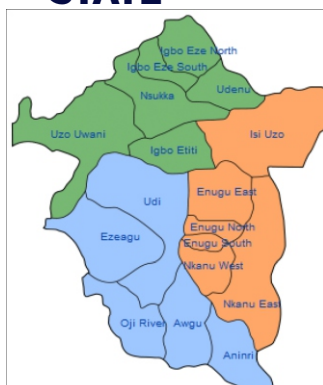 STATE
Igbo Eze North
Igbo Eze South
Udenu
Nsukka
Isi Uzo
Uzo Uwani
Igbo Etiti
Enugu East
Udi
Enugu North
Ezeagu
Enugu South
Nkanu West
Nkanu East
Oji River
Awgu
Aninri